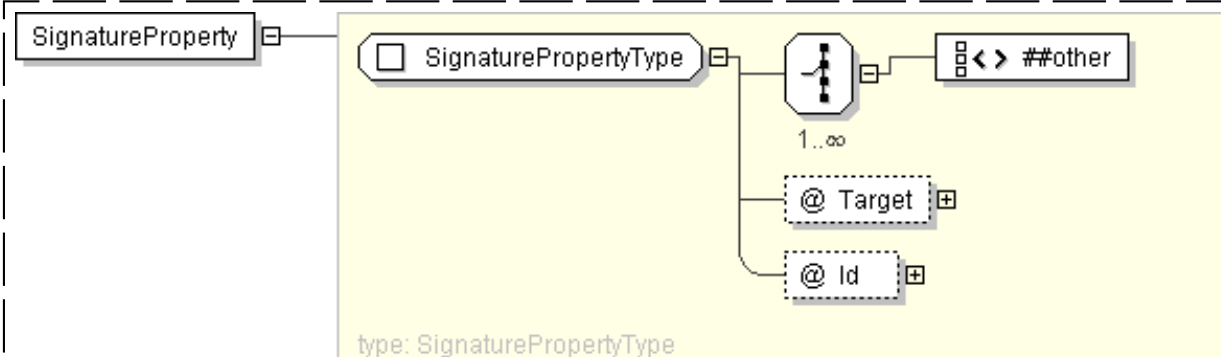 SignatureProperty
SignaturePropertyType
##other
1..∞
@ Target
@ Id
type: SignaturePropertyType